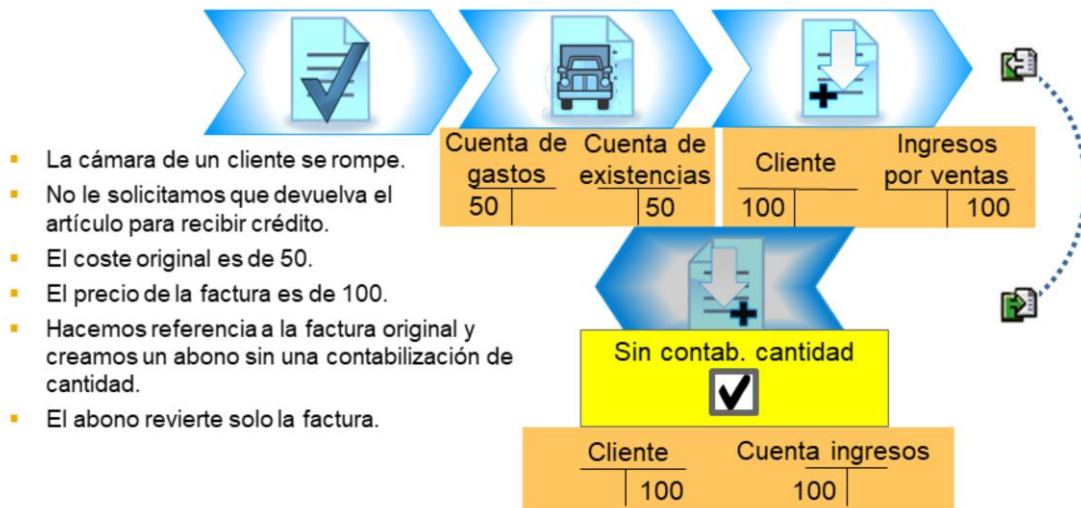 Cuenta de gastos
Cuenta de existencias
50
50
Cliente
Ingresos por ventas
100
100
La cámara de un cliente se rompe.
No le solicitamos que devuelva el
artículo para recibir crédito.
El coste original es de 50.
El precio de la factura es de 100.
Hacemos referencia a la factura original y
creamos un abono sin una contabilización de
cantidad.
El abono revierte solo la factura.
Sin contab. cantidad
Cliente
Cuenta ingresos
100
100